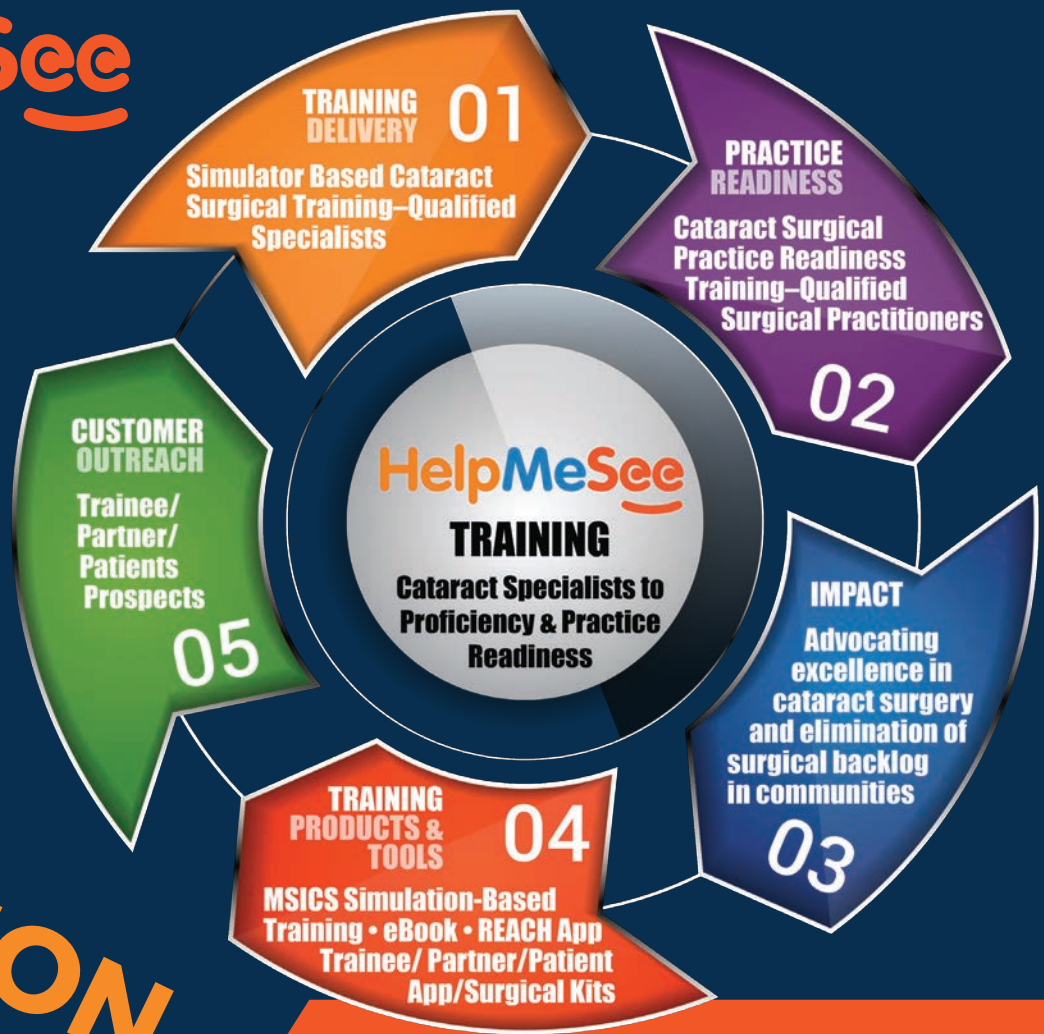 See
TRAINING
DELIVERY
01
Simulator Based Cataract
Surgical Training–Qualified
Specialists
PRACTICE
READINESS
Cataract Surgical
Practice Readiness
Training–Qualified
Surgical Practitioners
02
IMPACT
Advocating
excellence in
cataract surgery
and elimination of
surgical backlog
in communities
03
TRAINING
PRODUCTS &
TOOLS
04
MSICS Simulation-Based
Training • eBook • REACH App
Trainee/ Partner/Patient
App/Surgical Kits
CUSTOMER
OUTREACH
Trainee/
Partner/
Patients
Prospects
05
HelpMeSee
TRAINING
Cataract Specialists to
Proficiency & Practice
Readiness
ON